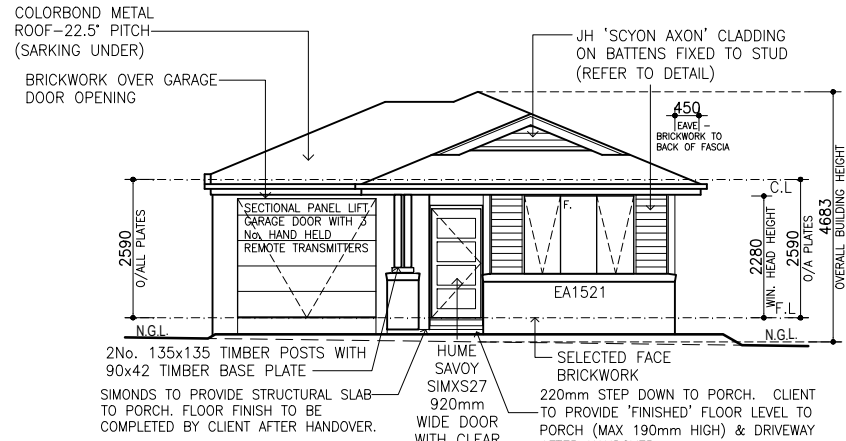 COLORBOND METAL
ROOF-22.5° PITCH
(SARKING UNDER)
BRICKWORK OVER GARAGE
DOOR OPENING
JH 'SCYON AXON' CLADDING
ON BATTENS FIXED TO STUD
(REFER TO DETAIL)
450
EAVE -
BRICKWORK TO
BACK OF FASCIA
C.L
2590
O/ALL PLATES
SECTIONAL PANEL LIFT
GARAGE DOOR WITH 3
No. HAND HELD
REMOTE TRANSMITTERS
F.
EA1521
2280
WIN. HEAD HEIGHT
2590
O/A PLATES
4683
OVERALL BUILDING HEIGHT
F.L
N.G.L.
N.G.L.
2No. 135x135 TIMBER POSTS WITH
90x42 TIMBER BASE PLATE
SIMONDS TO PROVIDE STRUCTURAL SLAB
TO PORCH. FLOOR FINISH TO BE
COMPLETED BY CLIENT AFTER HANDOVER.
HUME
SAVOY
SIMXS27
920mm
WIDE DOOR
WITH CLEAR
SELECTED FACE
BRICKWORK
220mm STEP DOWN TO PORCH. CLIENT
TO PROVIDE 'FINISHED' FLOOR LEVEL TO
PORCH (MAX 190mm HIGH) & DRIVEWAY